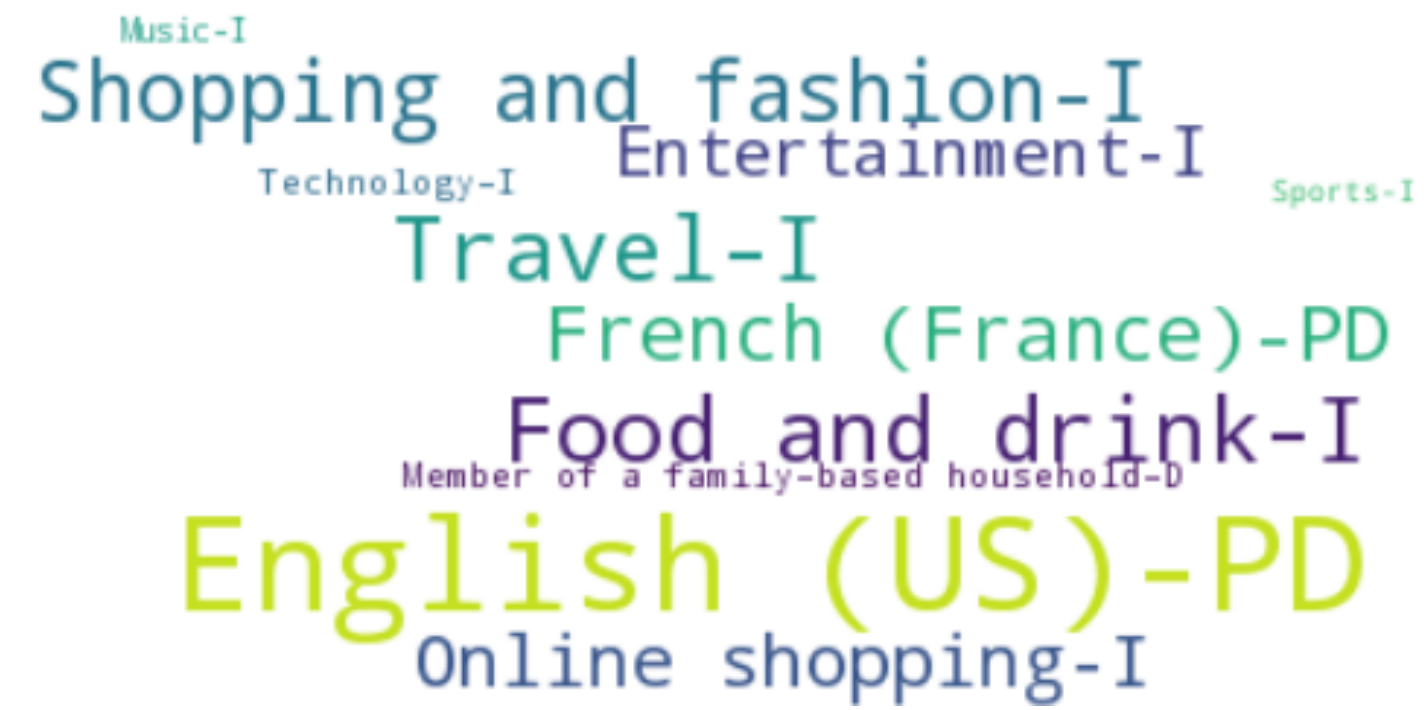 Music-I
Shopping and fashion-I
Entertainment-I
Technology-I
Sports-I
Travel-I
French (France)-PD
Food and drink-I
Member of a family-based household-D
English (US)-PD
Online shopping-I